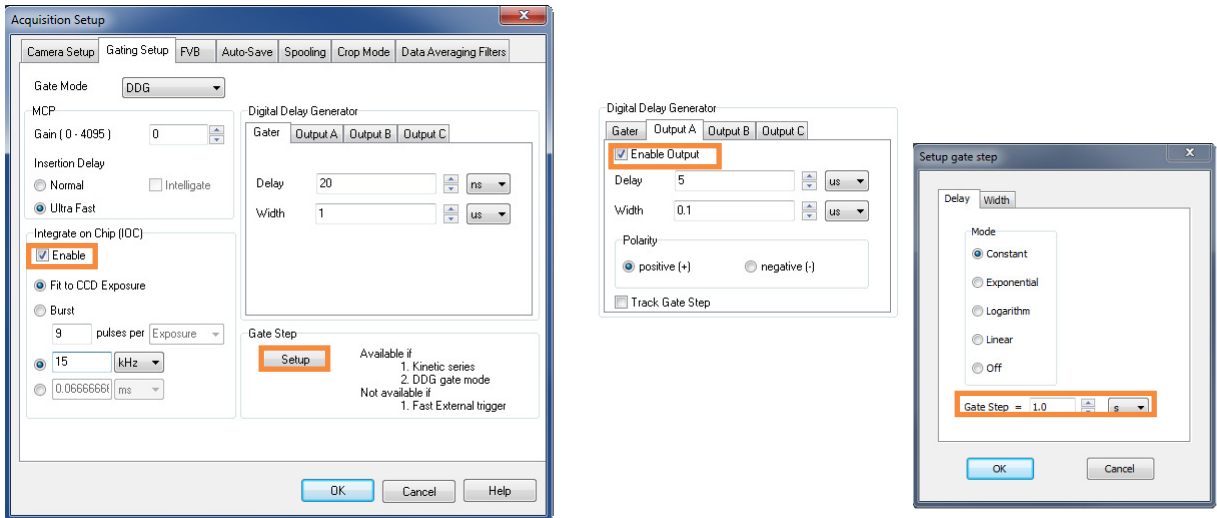 Acquisition Setup
x
Camera Setup Gating Setup FVB Auto-Save Spooling Crop Mode Data Averaging Filters
Gate Mode DDG
MCP
Gain ( 0 - 4095 ) 0
Insertion Delay
Normal Intelligate
Ultra Fast
Integrate on Chip (IOC)
Enable
Fit to CCD Exposure
Burst
9 pulses per Exposure
15 kHz
0.06666666 ms
Digital Delay Generator
Gater Output A Output B Output C
Delay 20 ns
Width 1 us
Gate Step
Setup
Available if
1. Kinetic series
2. DDG gate mode
Not available if
1. Fast External trigger
OK Cancel Help
Digital Delay Generator
Gater Output A Output B Output C
Enable Output
Delay 5 us
Width 0.1 us
Polarity
positive (+) negative (-)
Track Gate Step
Setup gate step
x
Delay Width
Mode
Constant
Exponential
Logarithm
Linear
Off
Gate Step = 1.0 s
OK Cancel